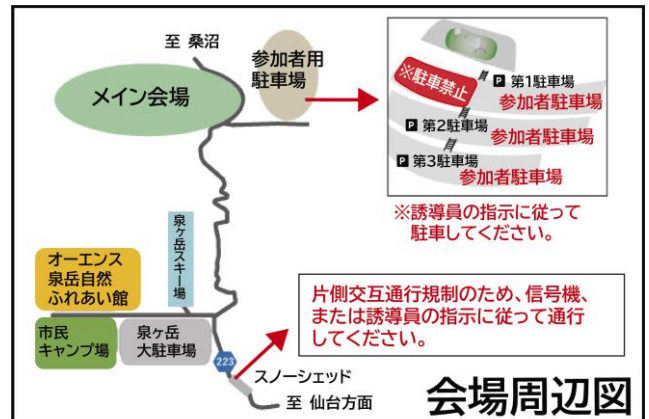 至 桑沼
参加者用
駐車場
メイン会場
※駐車禁止
P 第1駐車場
参加者駐車場
P 第2駐車場
参加者駐車場
P 第3駐車場
参加者駐車場
※誘導員の指示に従って
駐車してください。
泉ヶ岳スキー場
オーエンス
泉岳自然
ふれあい館
市民
キャンプ場
泉ヶ岳
大駐車場
223
片側交互通行規制のため、信号機、
または誘導員の指示に従って通行
してください。
スノーシェッド
至 仙台方面
会場周辺図